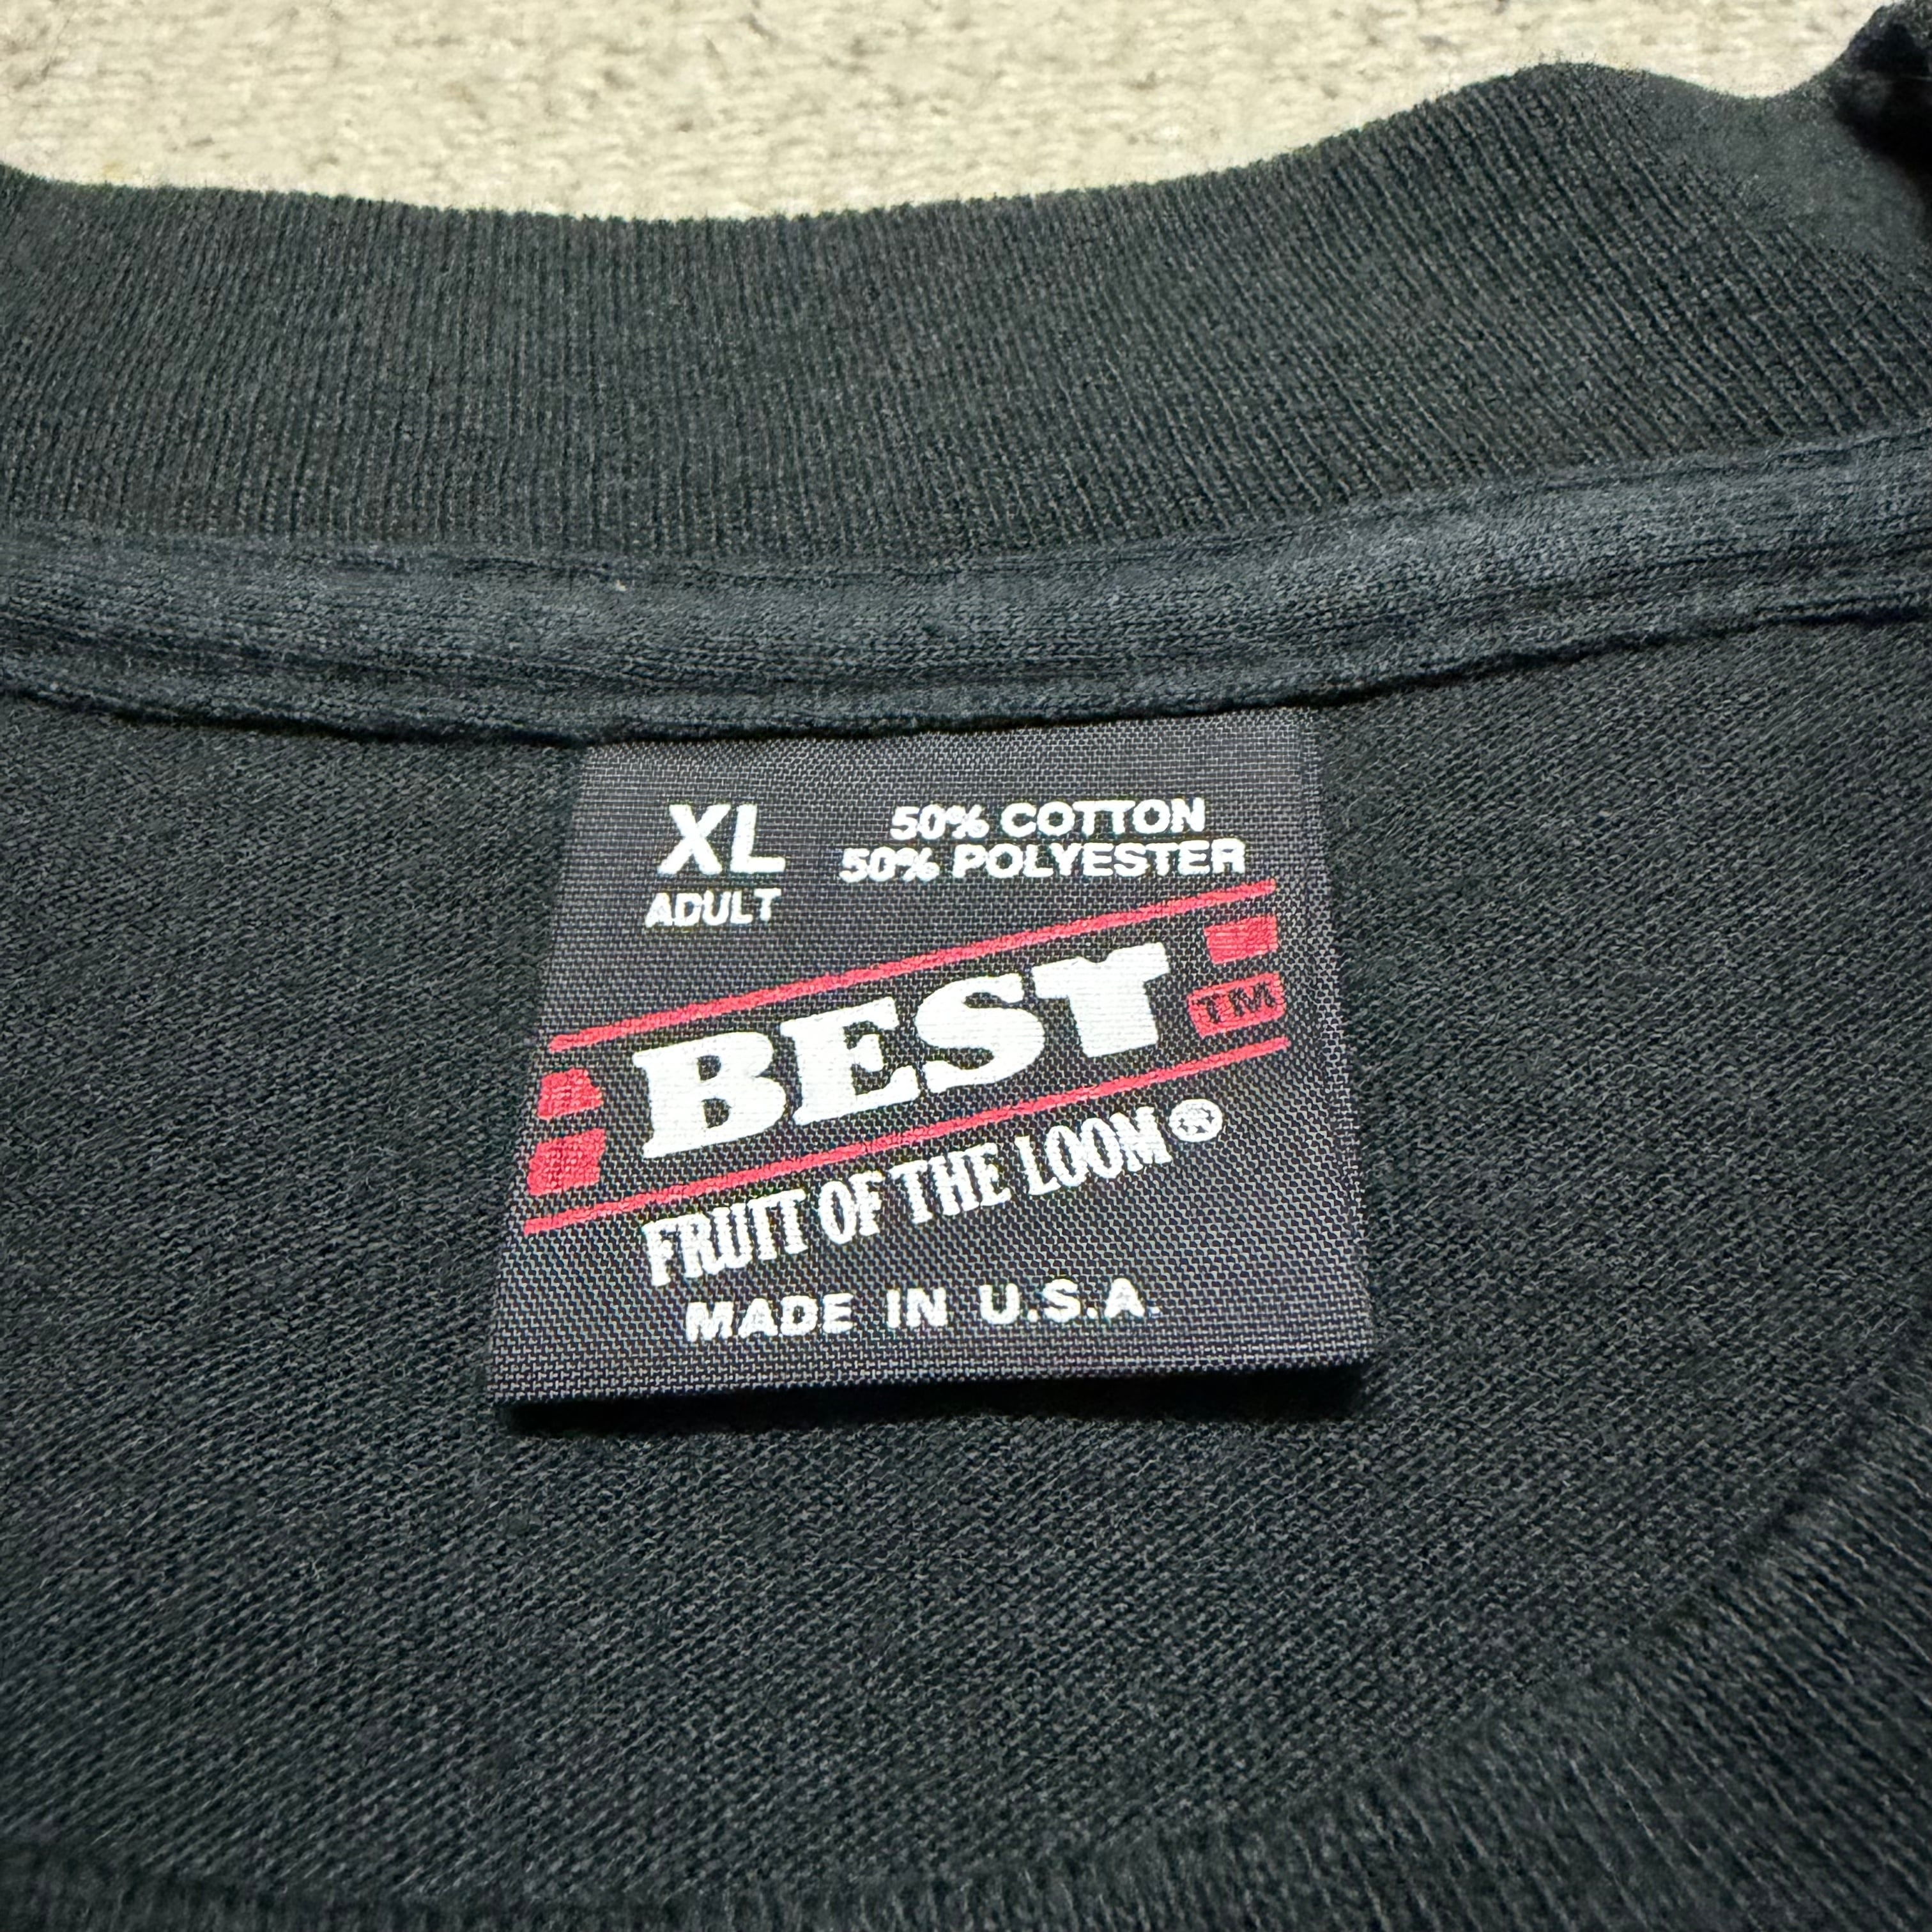 XL
ADULT
50% COTTON
50% POLYESTER
BEST
TM
FRUIT OF THE LOOM®
MADE IN U.S.A.